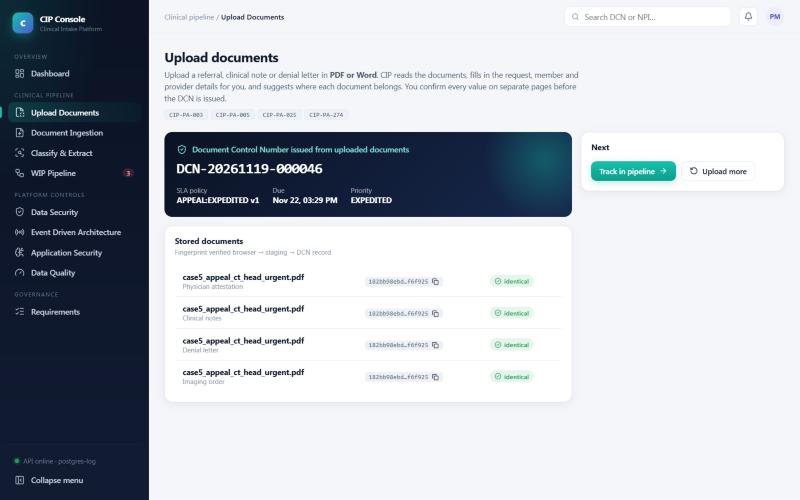 C
CIP Console
Clinical Intake Platform
OVERVIEW
Dashboard
CLINICAL PIPELINE
Upload Documents
Document Ingestion
Classify & Extract
WIP Pipeline 3
PLATFORM CONTROLS
Data Security
Event Driven Architecture
Application Security
Data Quality
GOVERNANCE
Requirements
API online · postgres-log
Collapse menu
Clinical pipeline / Upload Documents
Search DCN or NPI...
PM
Upload documents
Upload a referral, clinical note or denial letter in PDF or Word. CIP reads the documents, fills in the request, member and
provider details for you, and suggests where each document belongs. You confirm every value on separate pages before
the DCN is issued.
CIP-PA-003 CIP-PA-005 CIP-PA-025 CIP-PA-274
Document Control Number issued from uploaded documents
DCN-20261119-000046
SLA policy Due Priority
APPEAL:EXPEDITED v1 Nov 22, 03:29 PM EXPEDITED
Next
Track in pipeline → Upload more
Stored documents
Fingerprint verified browser → staging → DCN record
case5_appeal_ct_head_urgent.pdf 182bb98ebd…f6f925 identical
Physician attestation
case5_appeal_ct_head_urgent.pdf 182bb98ebd…f6f925 identical
Clinical notes
case5_appeal_ct_head_urgent.pdf 182bb98ebd…f6f925 identical
Denial letter
case5_appeal_ct_head_urgent.pdf 182bb98ebd…f6f925 identical
Imaging order